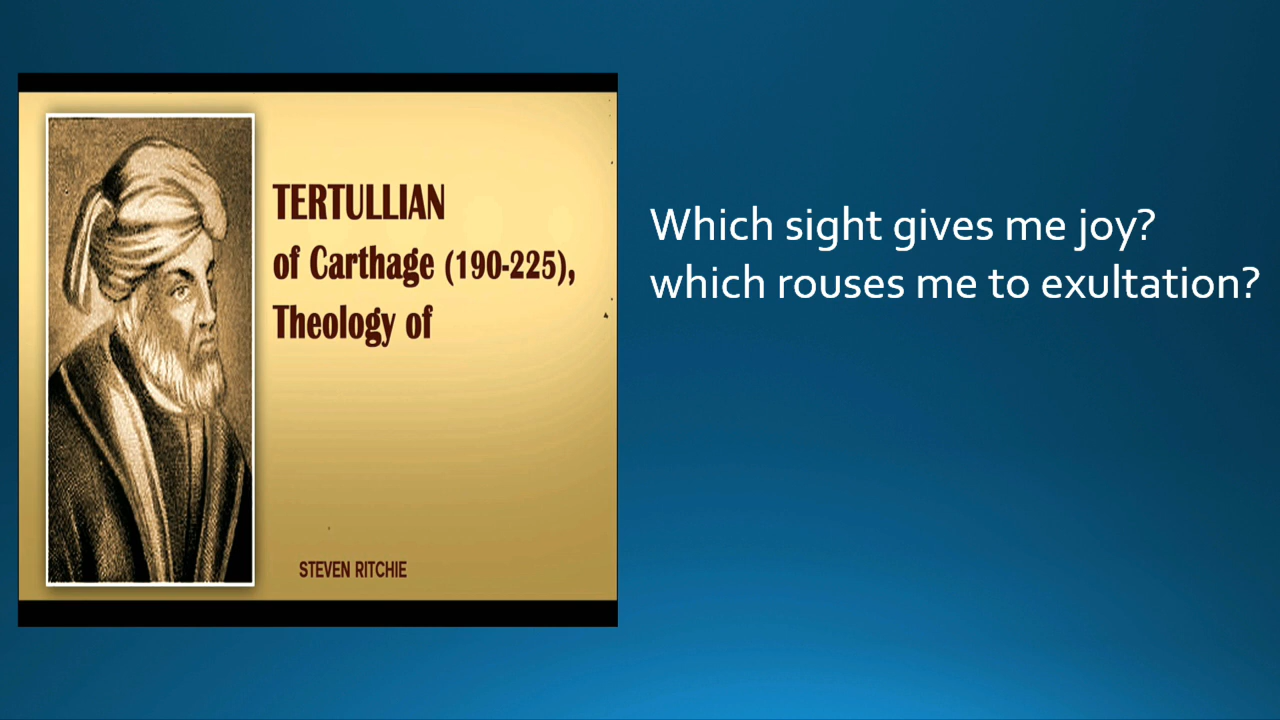 TERTULLIAN
of Carthage (190-225),
Theology of
STEVEN RITCHIE
Which sight gives me joy?
which rouses me to exultation?